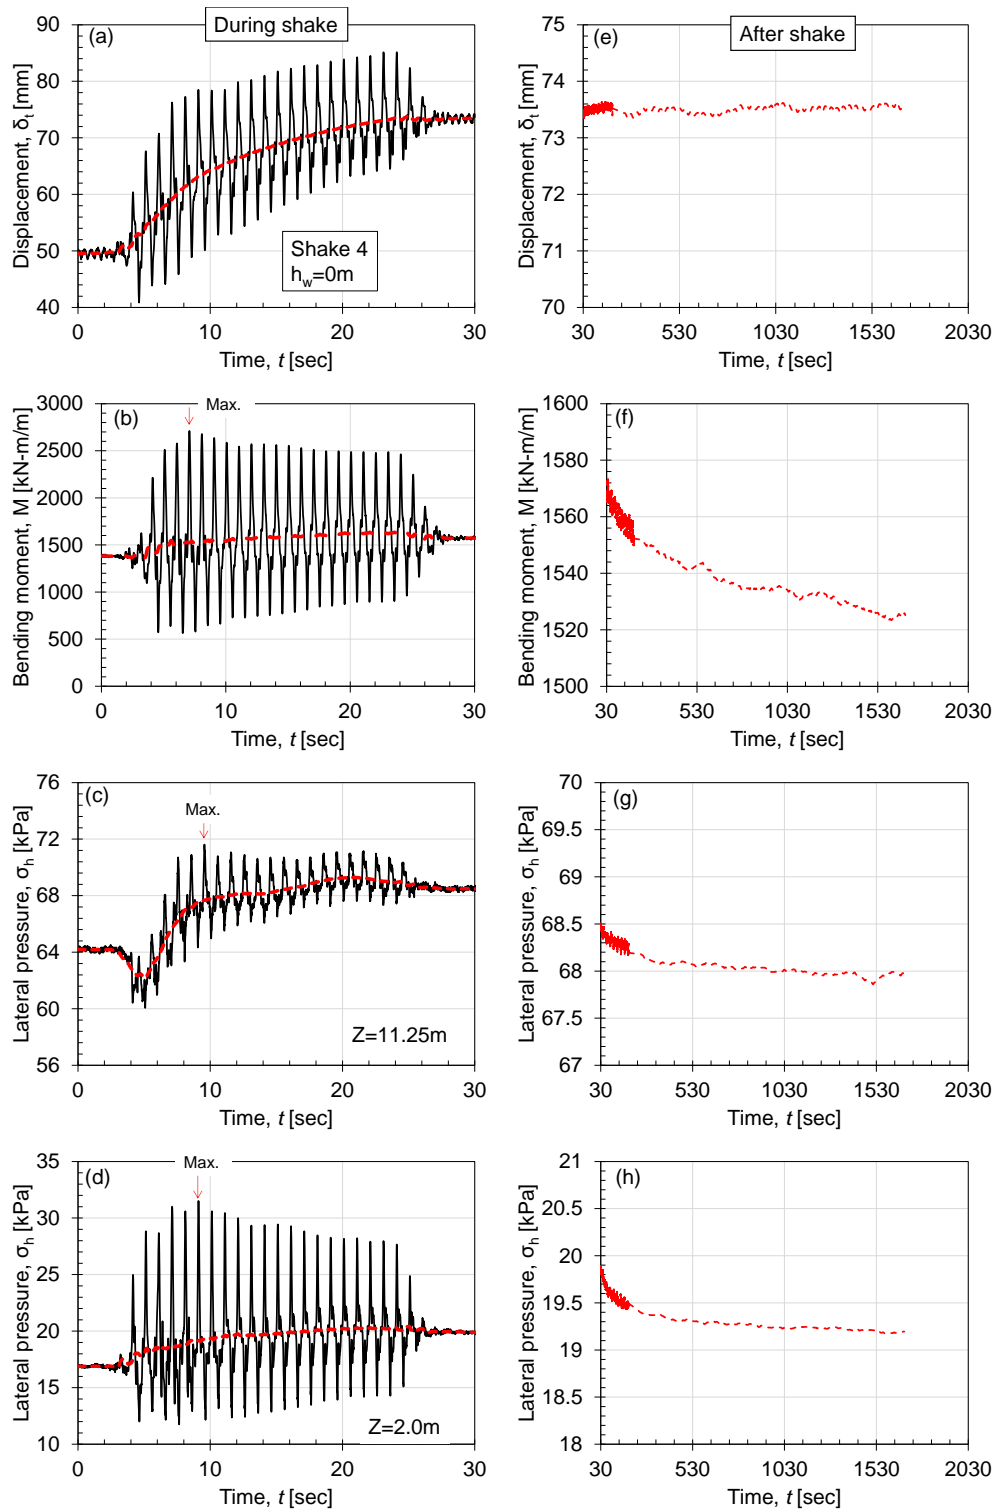 During shake
(a)
90
80
70
60
50
40
Displacement, δt [mm]
Shake 4
hw=0m
0
10
20
30
Time, t [sec]
After shake
(e)
75
74
73
72
71
70
Displacement, δt [mm]
30
530
1030
1530
2030
Time, t [sec]
(b)
Max.
3000
2500
2000
1500
1000
500
0
Bending moment, M [kN-m/m]
0
10
20
30
Time, t [sec]
(f)
1600
1580
1560
1540
1520
1500
Bending moment, M [kN-m/m]
30
530
1030
1530
2030
Time, t [sec]
(c)
Max.
76
72
68
64
60
56
Lateral pressure, σh [kPa]
Z=11.25m
0
10
20
30
Time, t [sec]
(g)
70
69.5
69
68.5
68
67.5
67
Lateral pressure, σh [kPa]
30
530
1030
1530
2030
Time, t [sec]
(d)
Max.
35
30
25
20
15
10
Lateral pressure, σh [kPa]
Z=2.0m
0
10
20
30
Time, t [sec]
(h)
21
20.5
20
19.5
19
18.5
18
Lateral pressure, σh [kPa]
30
530
1030
1530
2030
Time, t [sec]